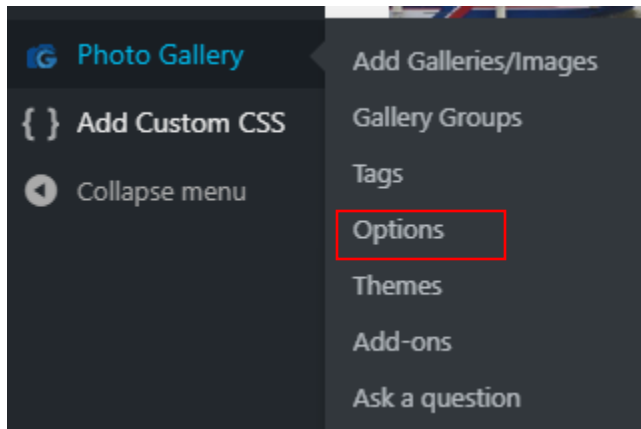 Photo Gallery
Add Custom CSS
Collapse menu
Add Galleries/Images
Gallery Groups
Tags
Options
Themes
Add-ons
Ask a question